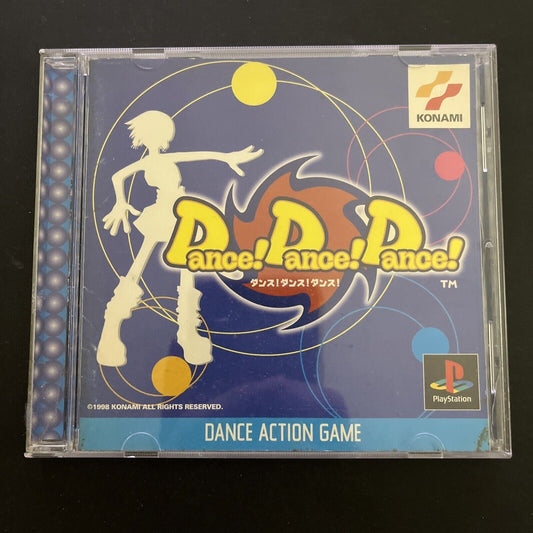 KONAMI
Dance! Dance! Dance!
ダンス!ダンス!ダンス!
TM
©1998 KONAMI ALL RIGHTS RESERVED.
PlayStation
DANCE ACTION GAME